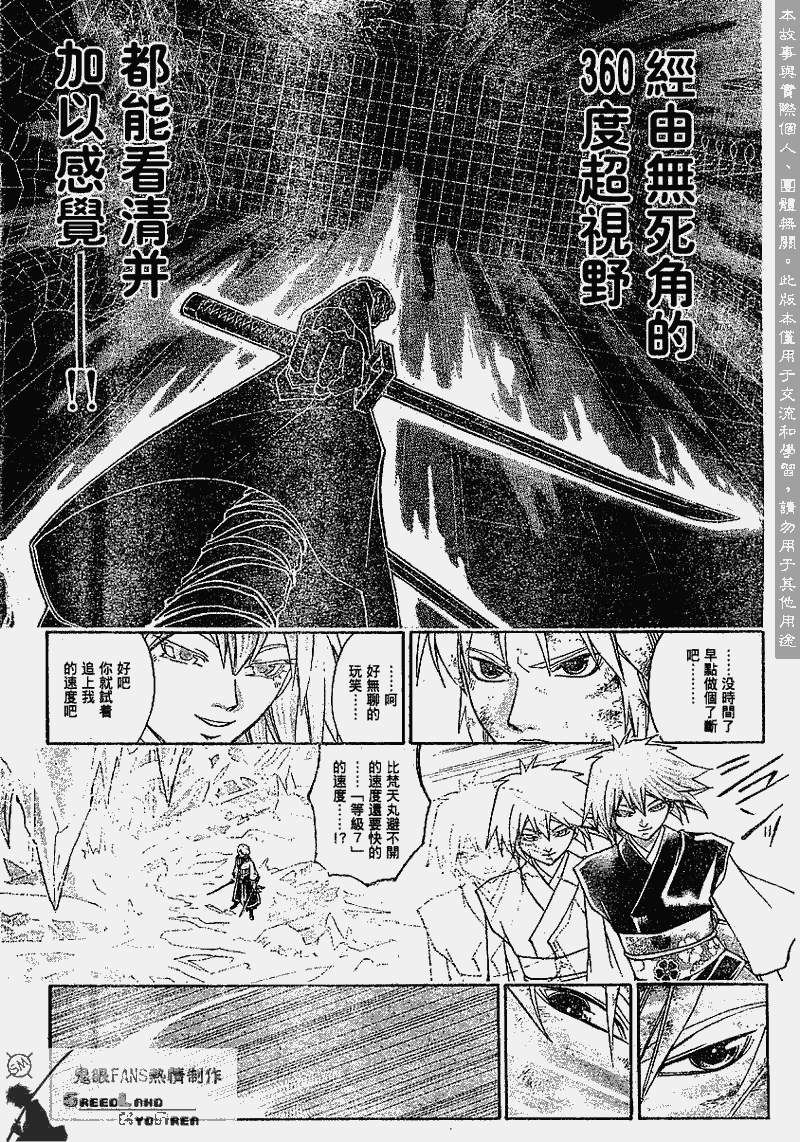 經由無死角的
360度超視野
都能看清并
加以感覺——!!
……没時間了
早點做個了斷
吧……
……呵
好無聊的
玩笑……
好吧
你就試着
追上我
的速度吧
比梵天丸避不開
的速度還要快的
……「等級7」
的速度……!?
本故事與實際個人、團體無關。此版本僅用于交流和學習，請勿用于其他用途
SM
鬼眼FANS熱情制作
GREEDLAND
KYOTREA